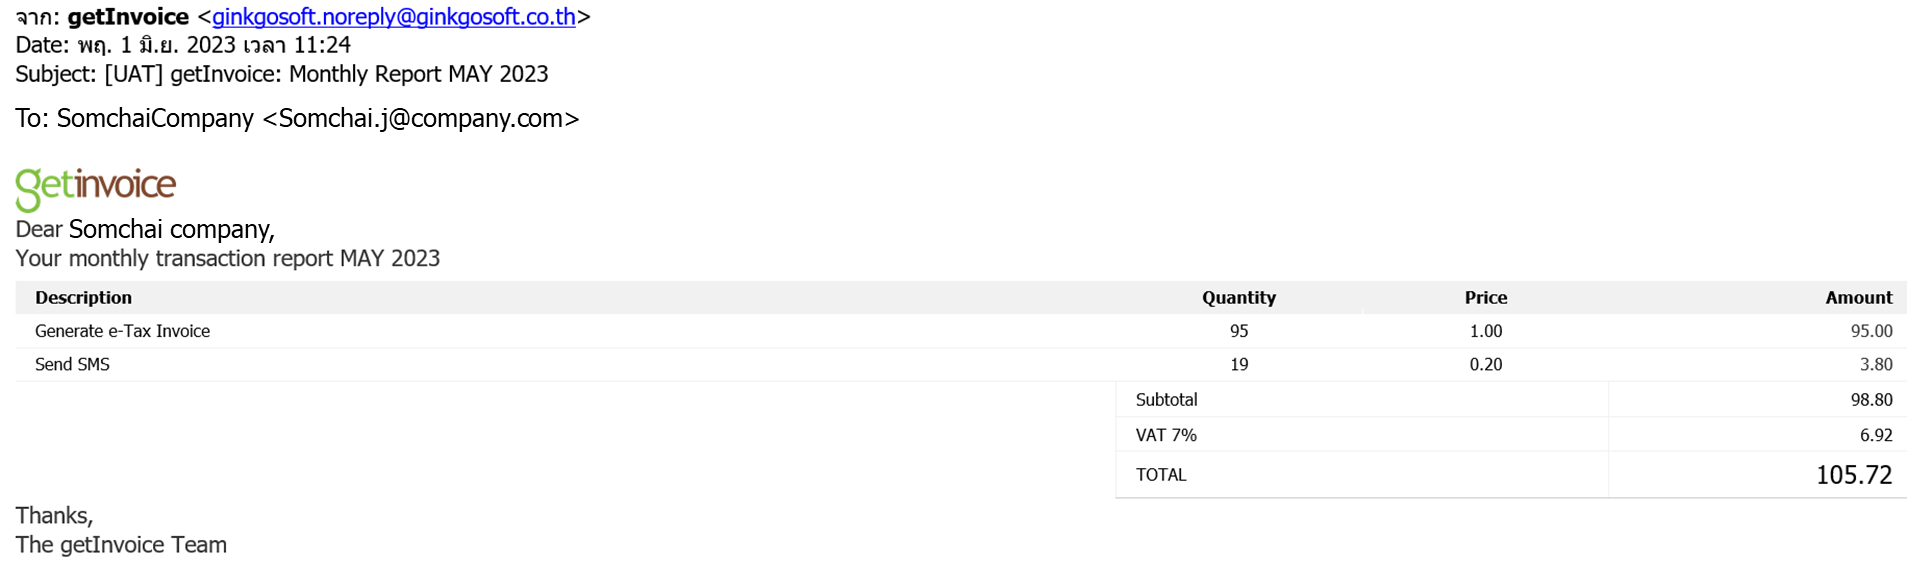 จาก: getInvoice <ginkgosoft.noreply@ginkgosoft.co.th>
Date: พฤ. 1 มิ.ย. 2023 เวลา 11:24
Subject: [UAT] getInvoice: Monthly Report MAY 2023
To: SomchaiCompany <Somchai.j@company.com>
getinvoice
Dear Somchai company,
Your monthly transaction report MAY 2023
Description Quantity Price Amount
Generate e-Tax Invoice 95 1.00 95.00
Send SMS 19 0.20 3.80
Subtotal 98.80
VAT 7% 6.92
TOTAL 105.72
Thanks,
The getInvoice Team